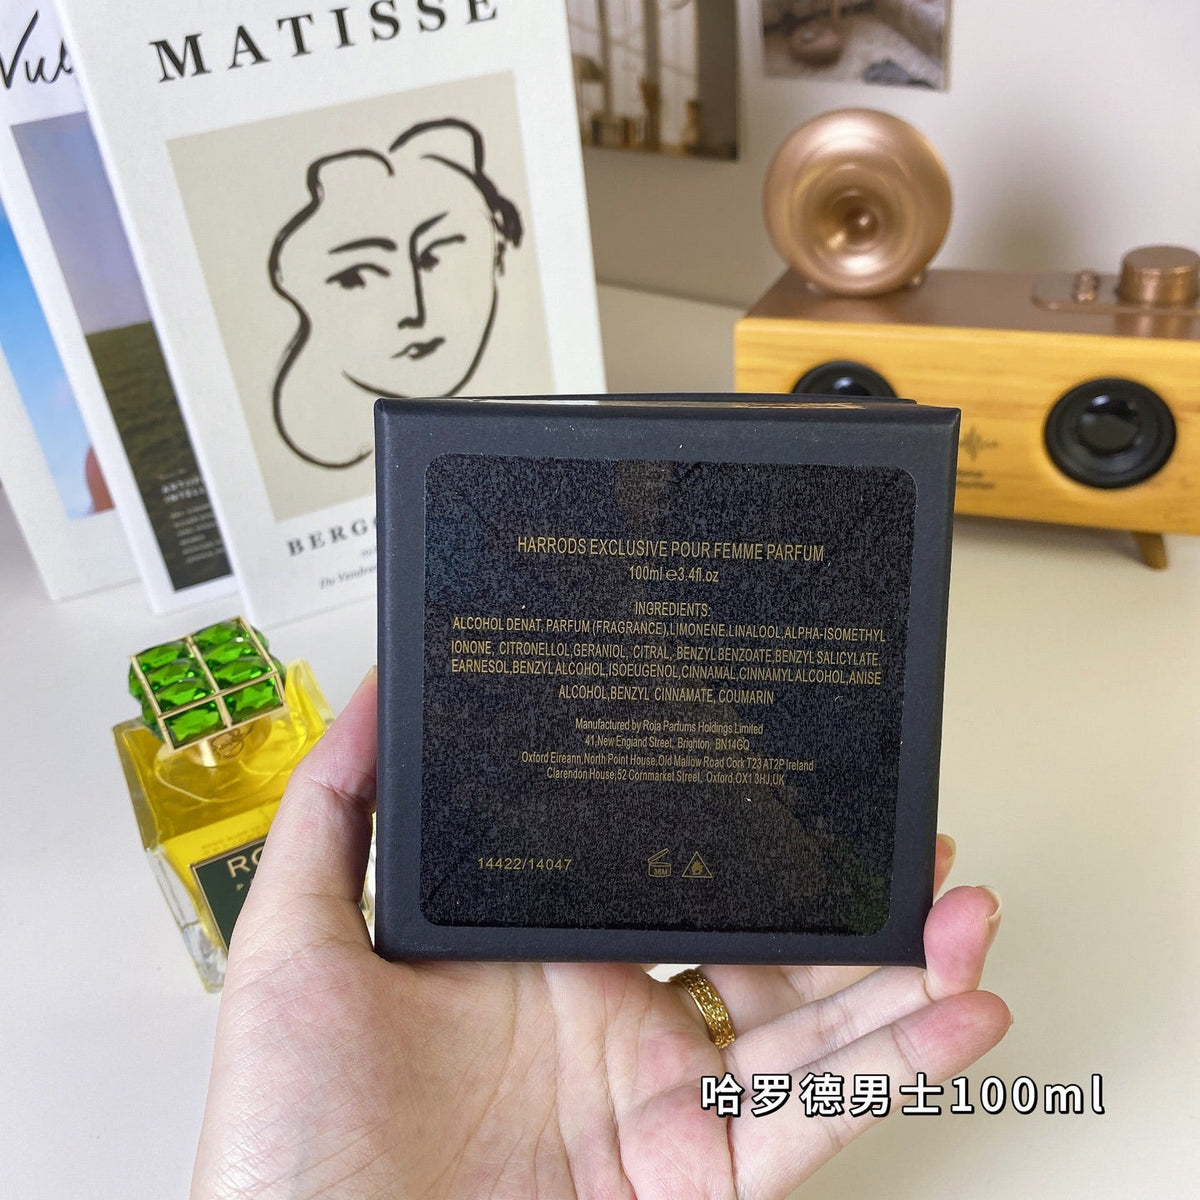 MATISSE
HARRODS EXCLUSIVE POUR FEMME PARFUM
100ml ℮3.4fl.oz
INGREDIENTS:
ALCOHOL DENAT, PARFUM (FRAGRANCE),LIMONENE,LINALOOL,ALPHA-ISOMETHYL
IONONE, CITRONELLOL,GERANIOL, CITRAL, BENZYL BENZOATE,BENZYL SALICYLATE.
EARNESOL,BENZYL ALCOHOL,ISOEUGENOL,CINNAMAL,CINNAMYL ALCOHOL,ANISE
ALCOHOL,BENZYL CINNAMATE, COUMARIN
Manufactured by Roja Parfums Holdings Limited
41,New England Street, Brighton, BN14GQ
Oxford Eireann,North Point House,Old Mallow Road Cork T23 AT2P Ireland
Clarendon House,52 Cornmarket Street, Oxford,OX1 3HJ,UK
14422/14047
36M
哈罗德男士100ml